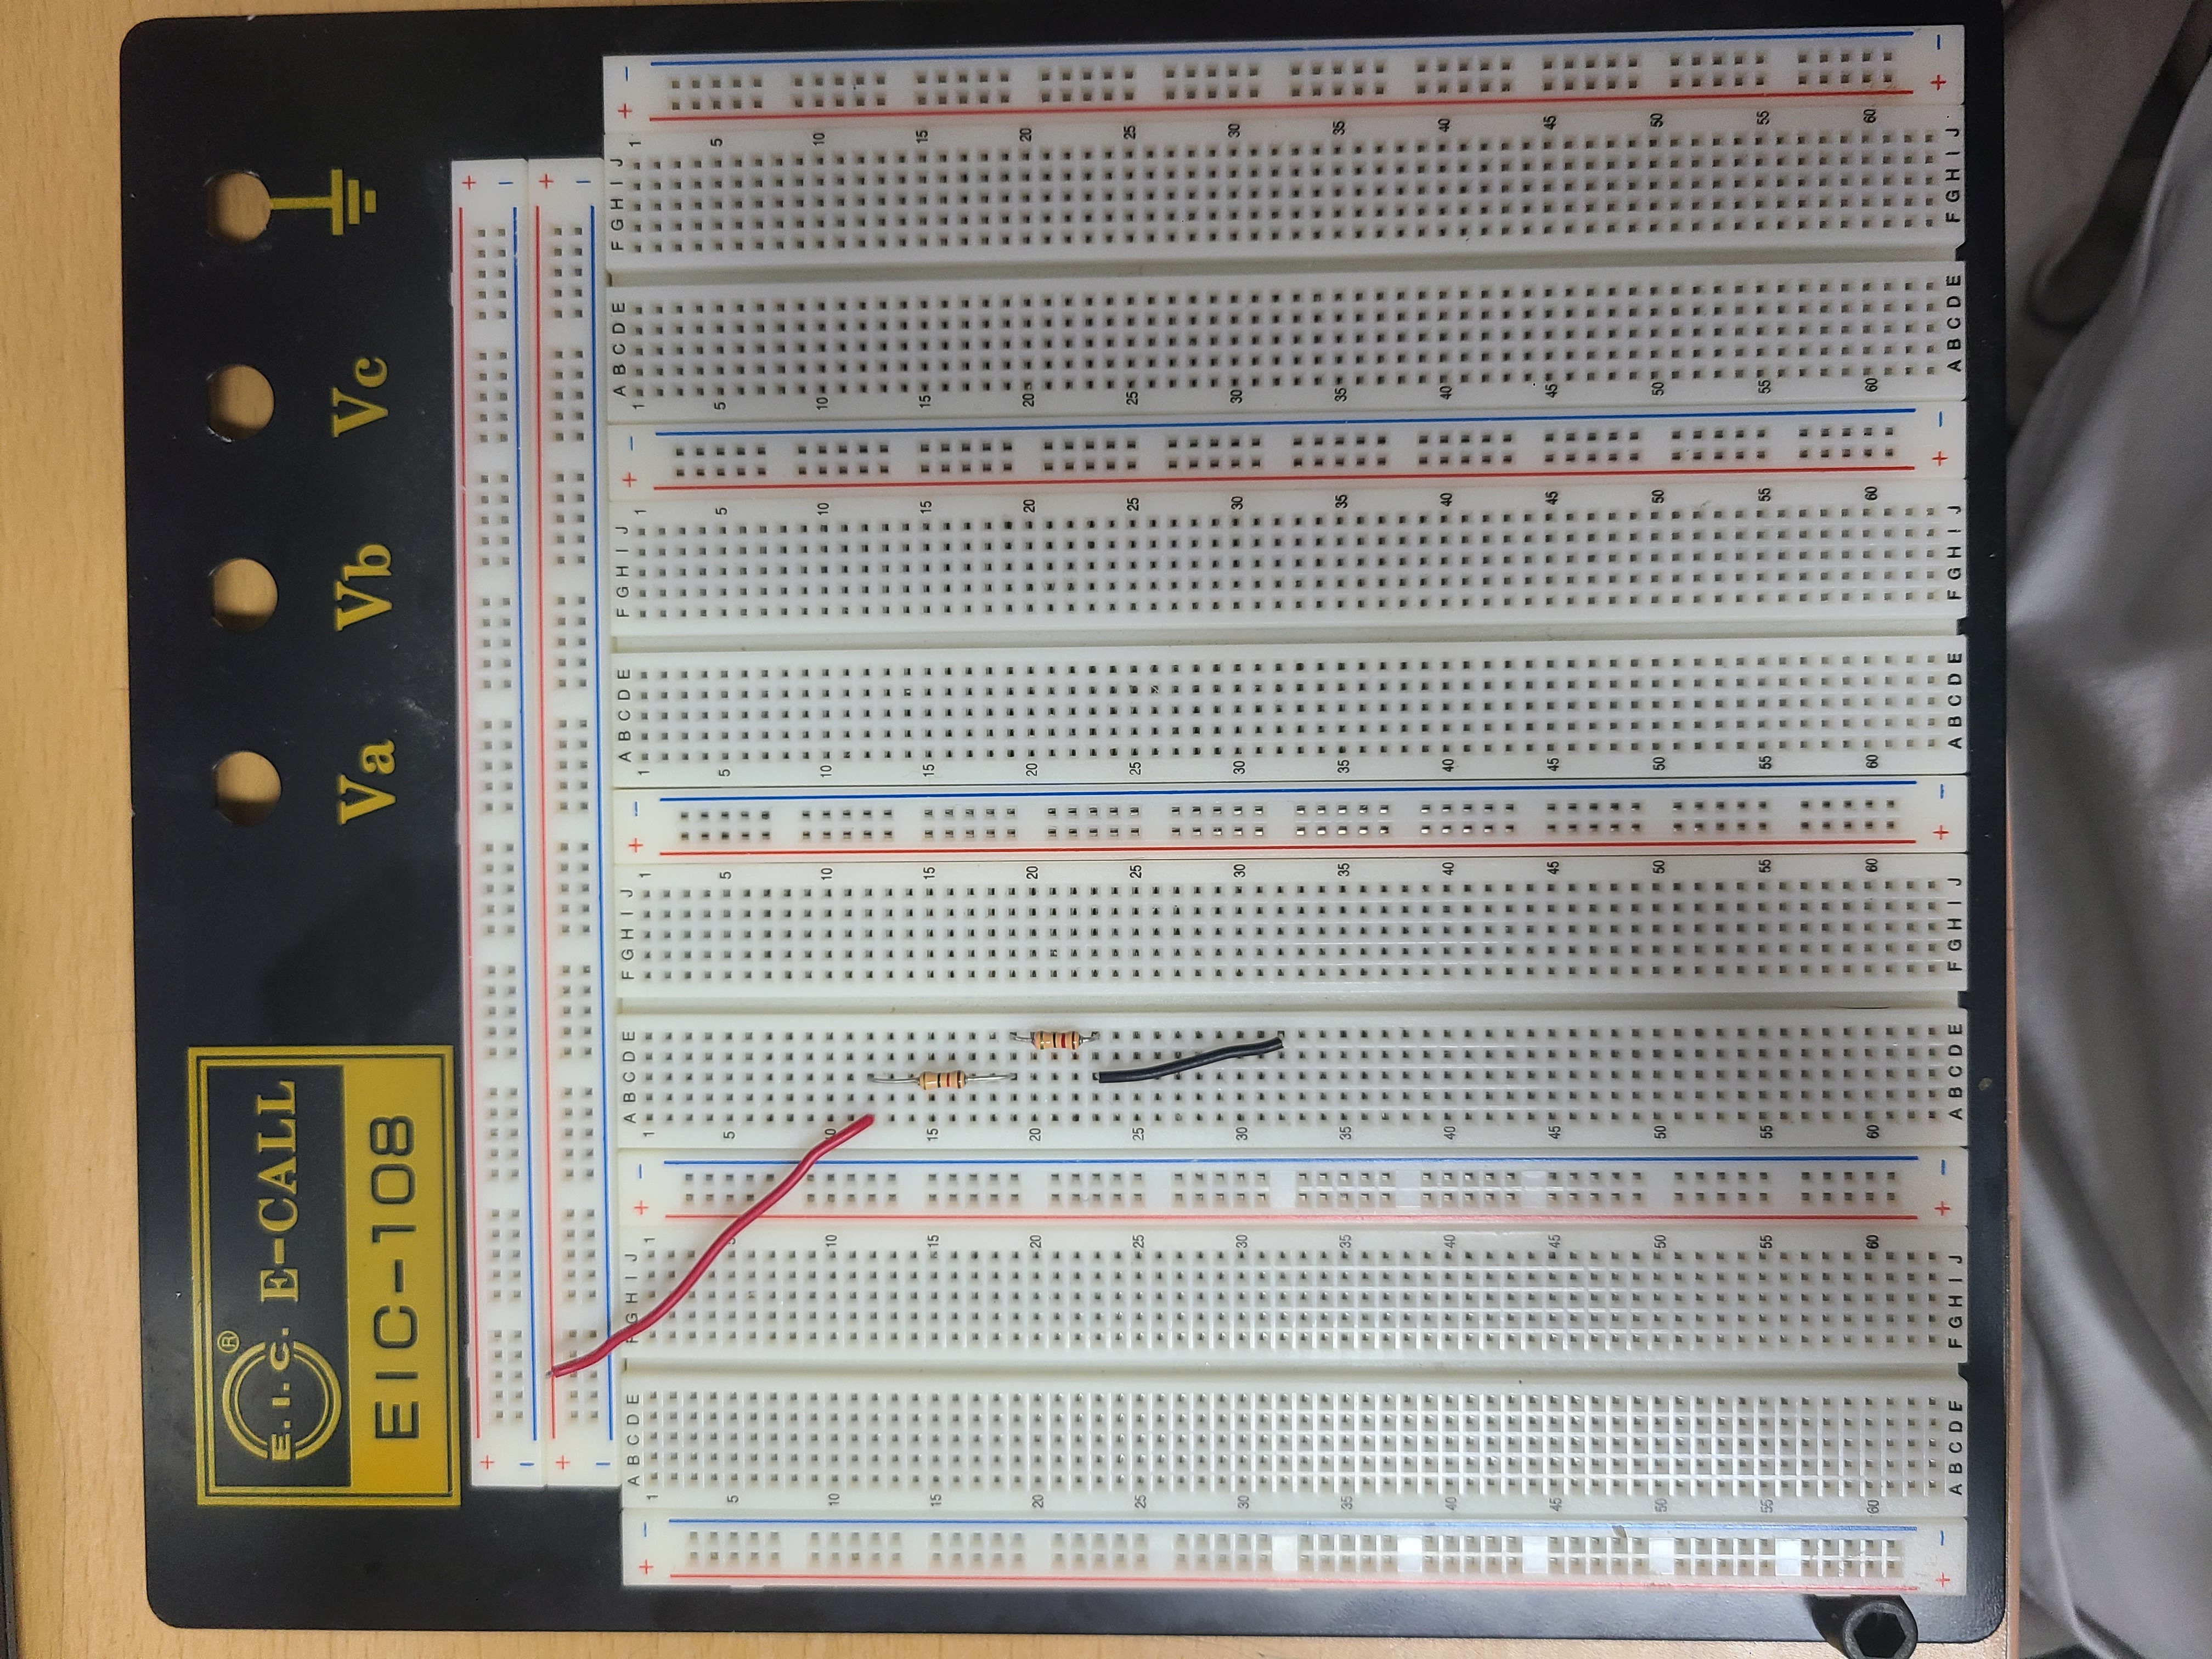 ®
E.I.C. E-CALL
EIC-108
Va Vb Vc
+ +
− −
+ +
− −
+ − A B C D E F G H I J + − A B C D E F G H I J + − A B C D E F G H I J + − A B C D E F G H I J + −
1 1 1 1 1 1 1 1
5 5 5 5 5 5 5 5
10 10 10 10 10 10 10 10
15 15 15 15 15 15 15 15
20 20 20 20 20 20 20 20
25 25 25 25 25 25 25 25
30 30 30 30 30 30 30 30
35 35 35 35 35 35 35 35
40 40 40 40 40 40 40 40
45 45 45 45 45 45 45 45
50 50 50 50 50 50 50 50
55 55 55 55 55 55 55 55
60 60 60 60 60 60 60 60
+ − A B C D E F G H I J + − A B C D E F G H I J + − A B C D E F G H I J + − A B C D E F G H I J + −